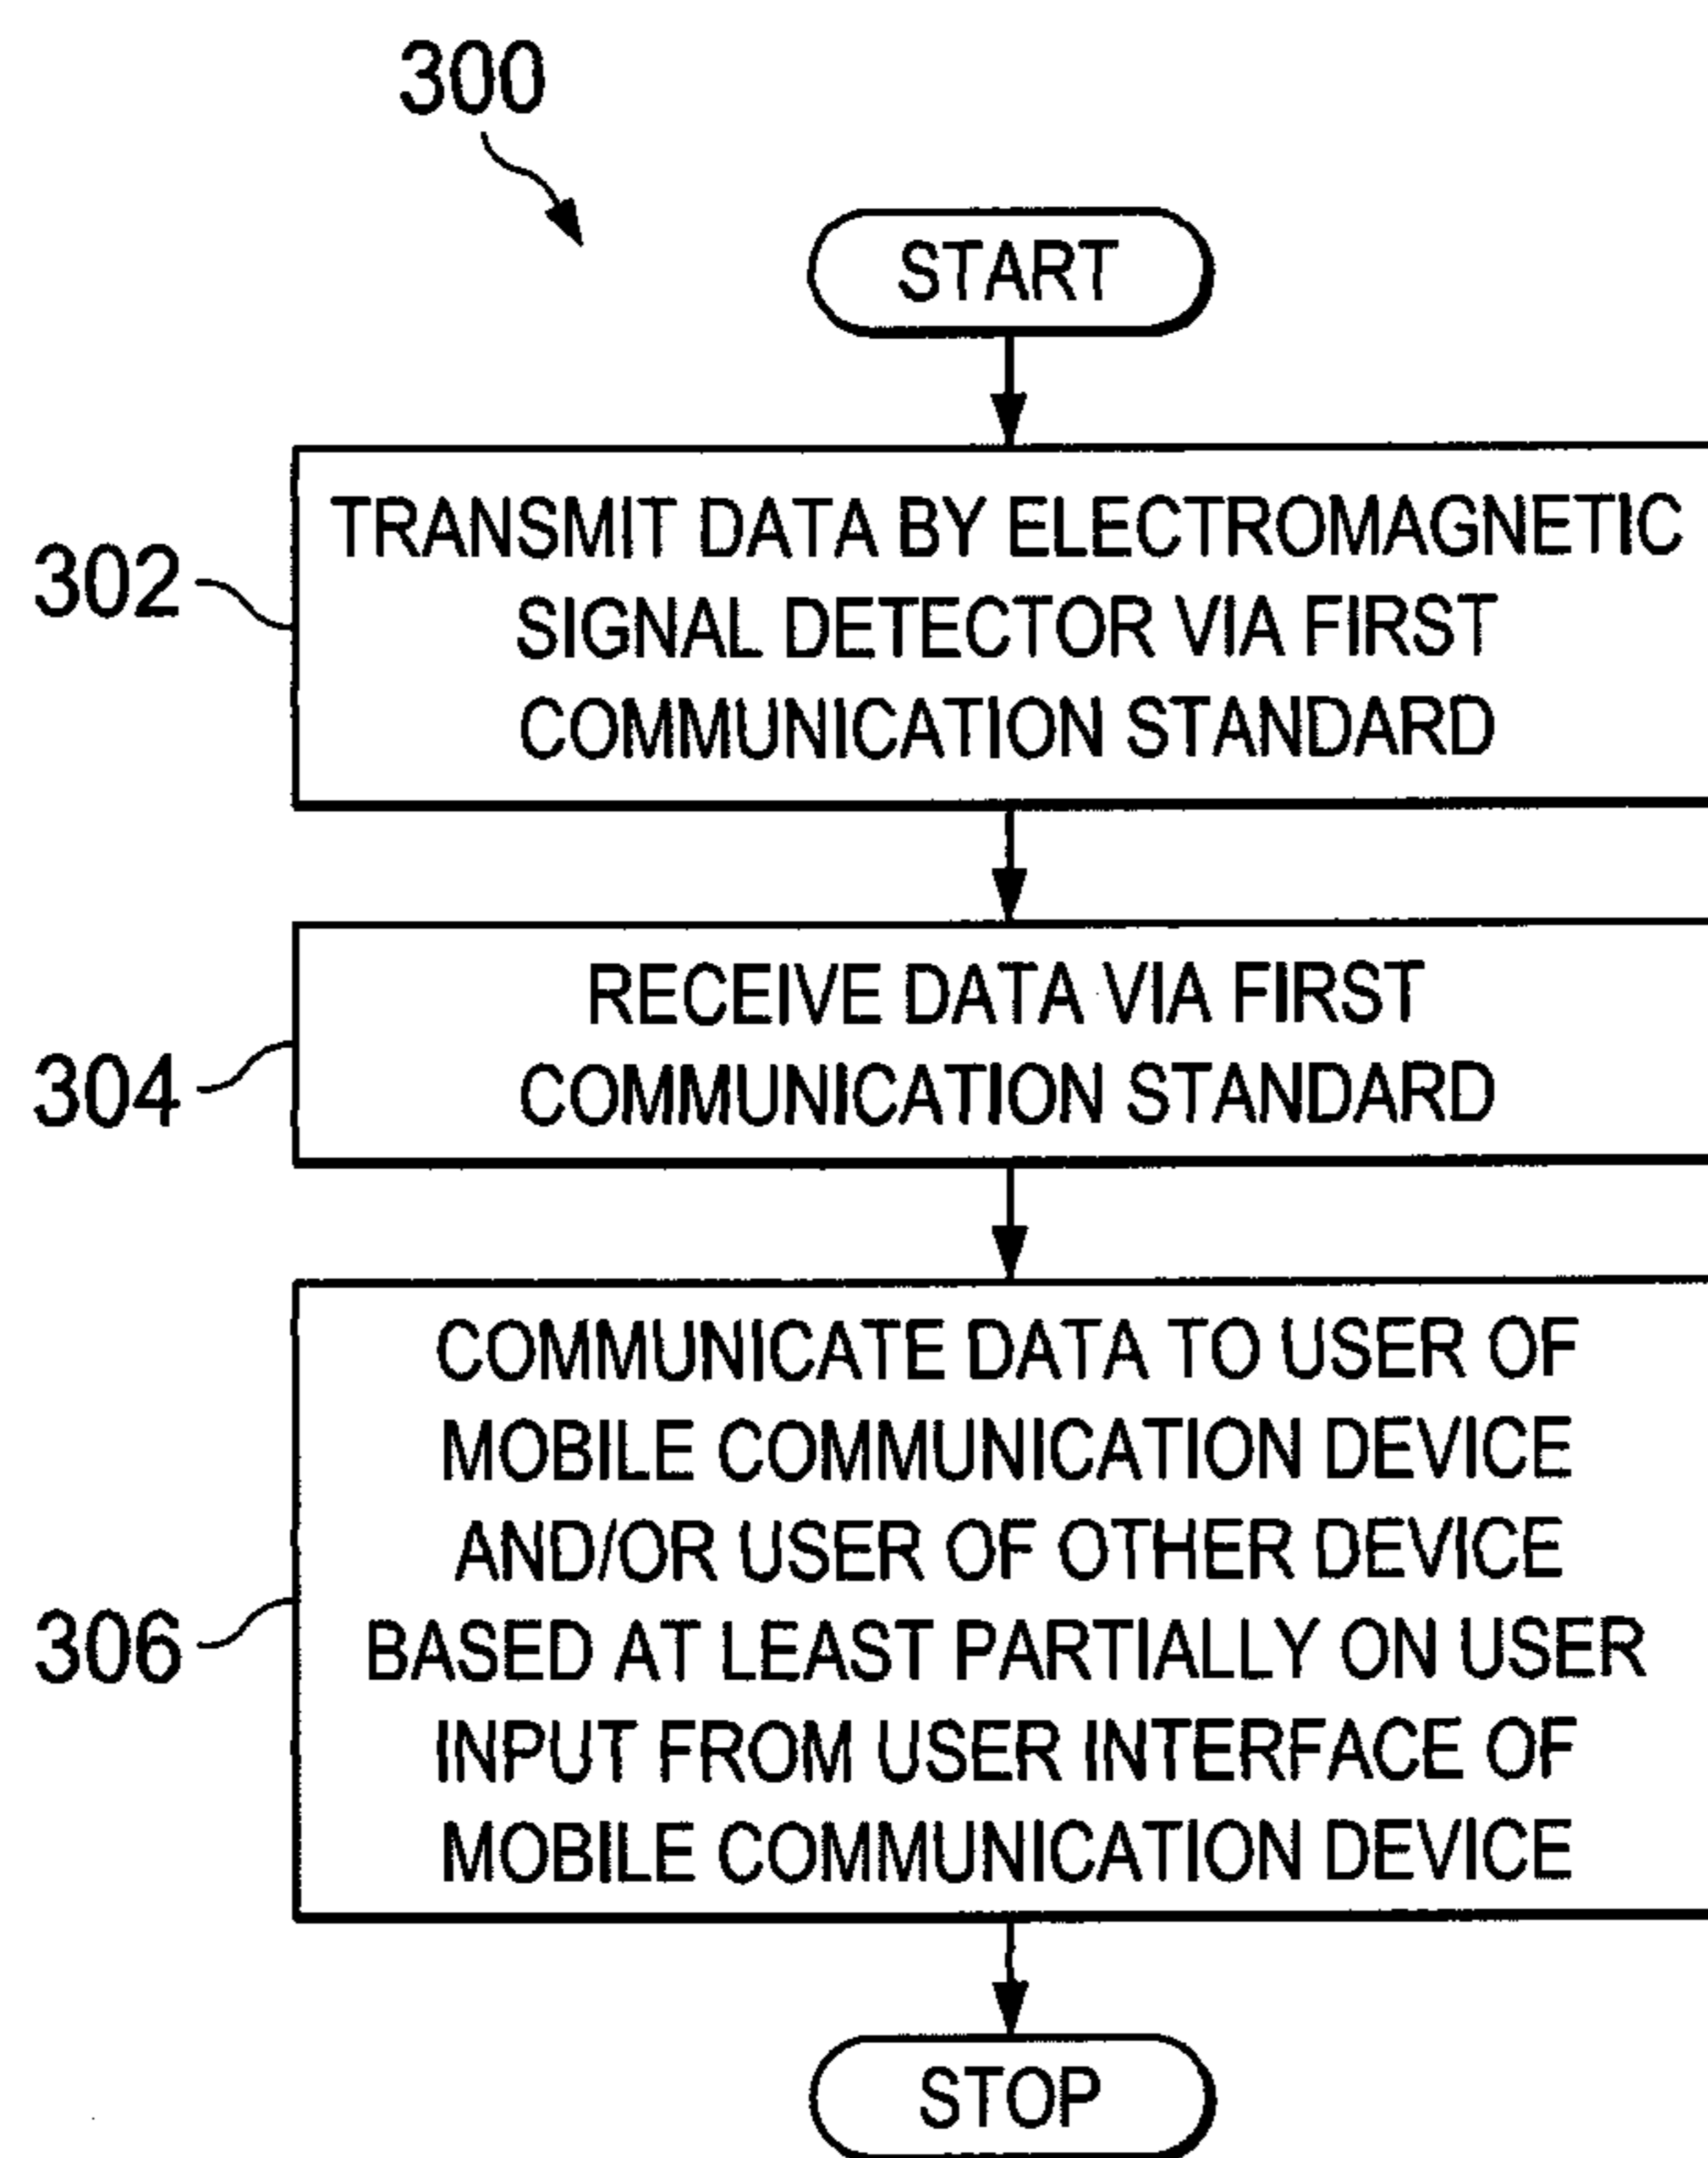 300
START
302
TRANSMIT DATA BY ELECTROMAGNETIC
SIGNAL DETECTOR VIA FIRST
COMMUNICATION STANDARD
304
RECEIVE DATA VIA FIRST
COMMUNICATION STANDARD
306
COMMUNICATE DATA TO USER OF
MOBILE COMMUNICATION DEVICE
AND/OR USER OF OTHER DEVICE
BASED AT LEAST PARTIALLY ON USER
INPUT FROM USER INTERFACE OF
MOBILE COMMUNICATION DEVICE
STOP